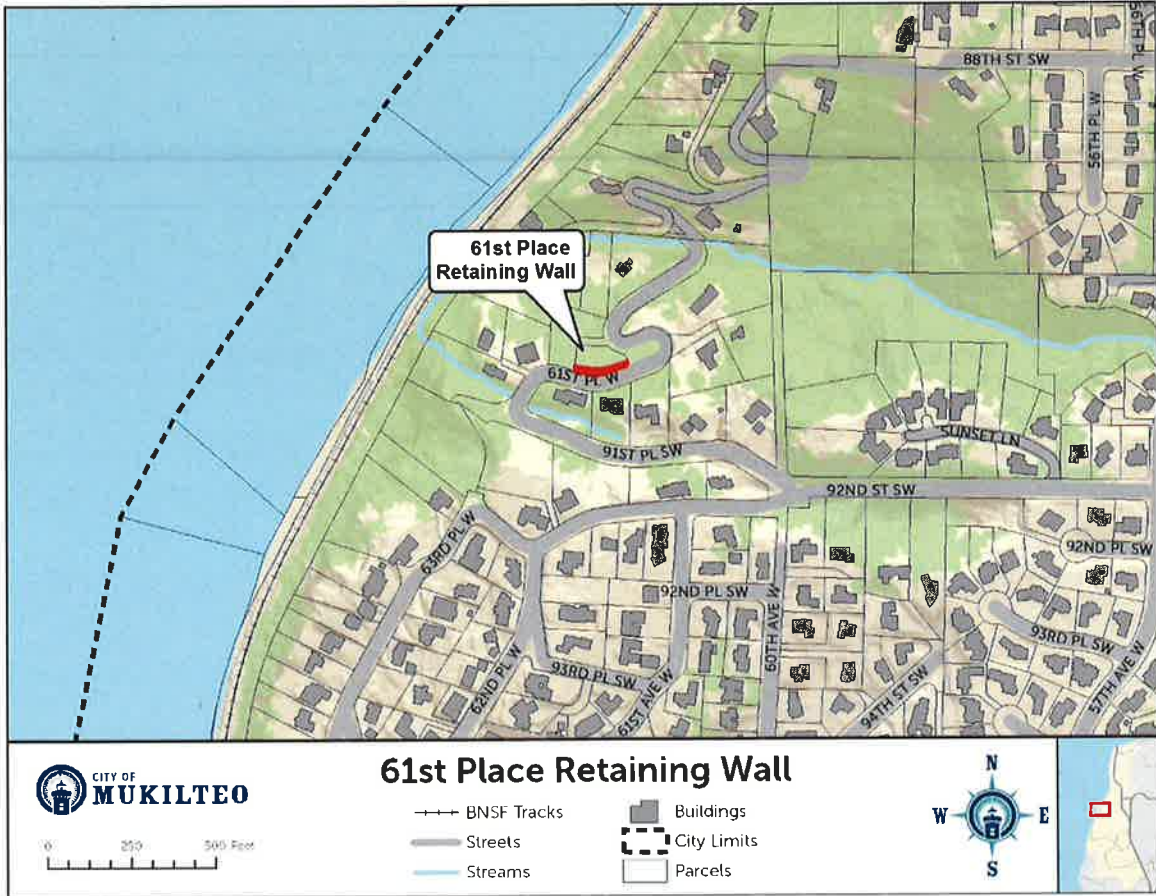 88TH ST SW
56TH PL W
56TH PL W
61st Place
Retaining Wall
61ST PL W
91ST PL SW
SUNSET LN
92ND ST SW
63RD PL W
92ND PL SW
92ND PL SW
60TH AVE W
93RD PL SW
93RD PL SW
62ND PL W
61ST AVE W
94TH ST SW
57TH AVE W
CITY OF
MUKILTEO
61st Place Retaining Wall
BNSF Tracks
Streets
Streams
Buildings
City Limits
Parcels
0 250 500 Feet
N
W
E
S